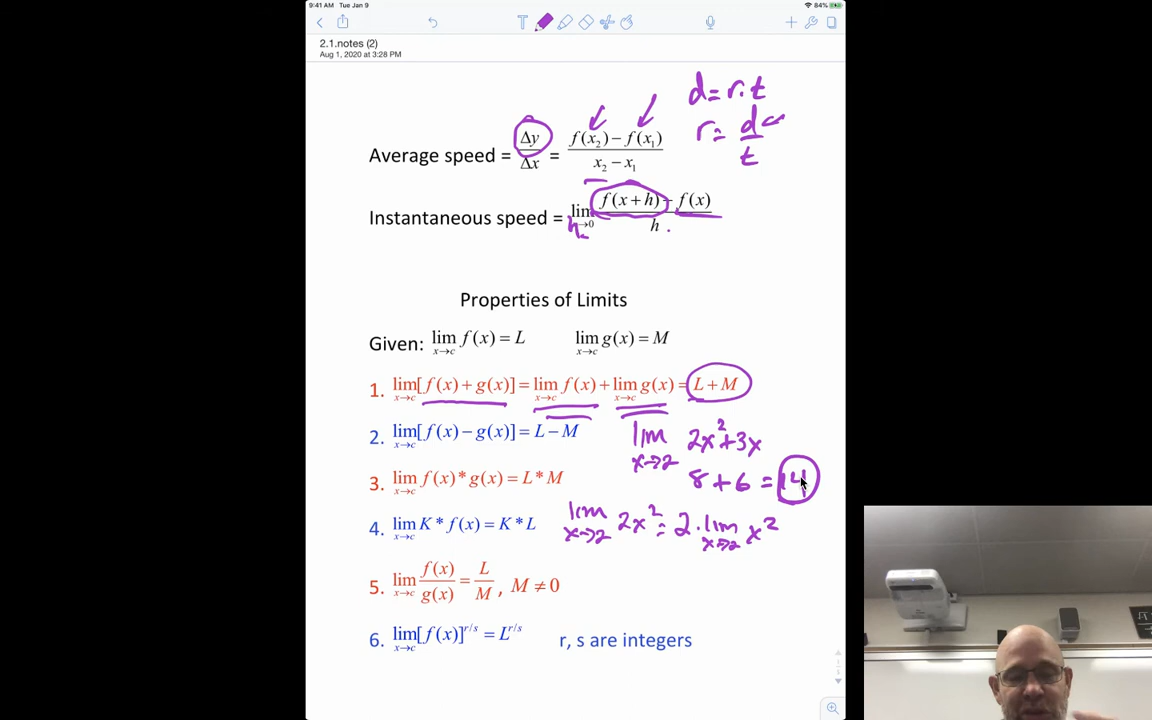 9:41 AM Tue Jan 9
84%
T
2.1.notes (2)
Aug 1, 2020 at 3:28 PM
d = r.t
r = d/t
Average speed = Δy/Δx = (f(x₂) − f(x₁))/(x₂ − x₁)
Instantaneous speed = lim h→0 (f(x + h) − f(x))/h
Properties of Limits
Given: lim x→c f(x) = L lim x→c g(x) = M
1. lim x→c [f(x) + g(x)] = lim x→c f(x) + lim x→c g(x) = L + M
2. lim x→c [f(x) − g(x)] = L − M
lim x→2 2x² + 3x
8 + 6 = 14
3. lim x→c f(x) * g(x) = L * M
4. lim x→c K * f(x) = K * L
lim x→2 2x² = 2 · lim x→2 x²
5. lim x→c f(x)/g(x) = L/M, M ≠ 0
6. lim x→c [f(x)]^(r/s) = L^(r/s) r, s are integers